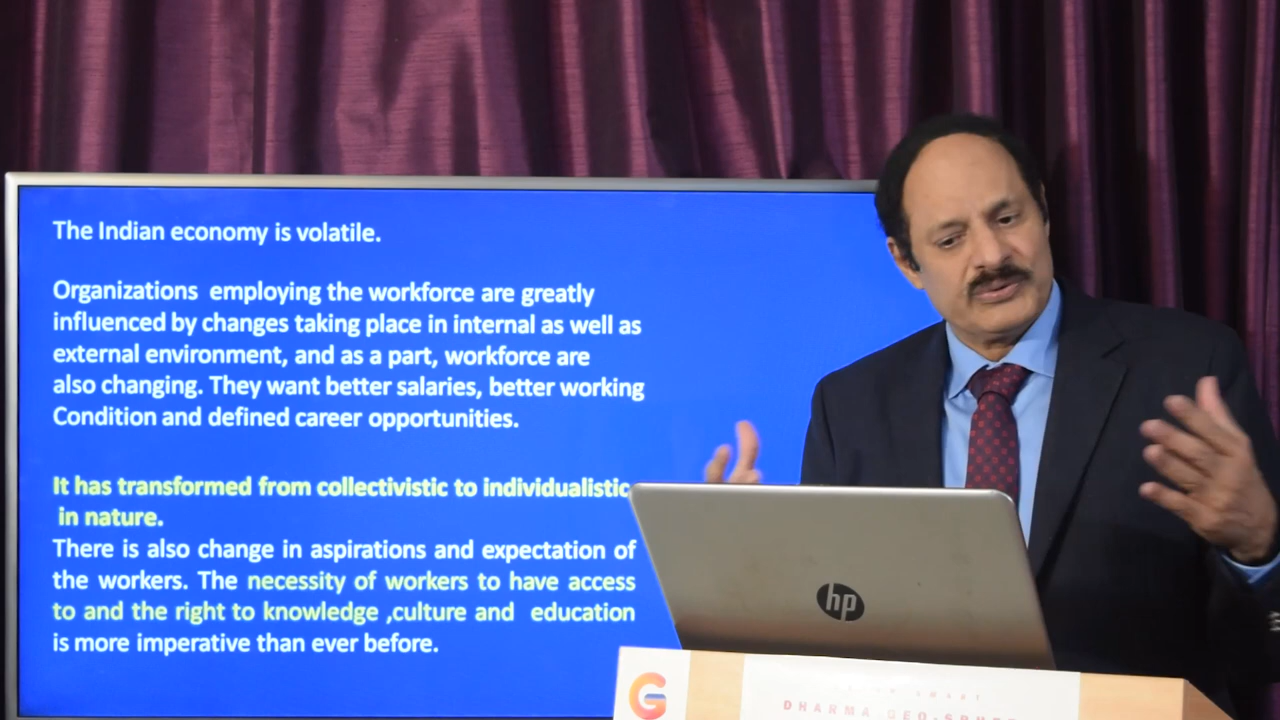 The Indian economy is volatile.
Organizations employing the workforce are greatly
influenced by changes taking place in internal as well as
external environment, and as a part, workforce are
also changing. They want better salaries, better working
Condition and defined career opportunities.
It has transformed from collectivistic to individualistic
in nature.
There is also change in aspirations and expectation of
the workers. The necessity of workers to have access
to and the right to knowledge ,culture and education
is more imperative than ever before.
hp
G
DHARMA GEO-